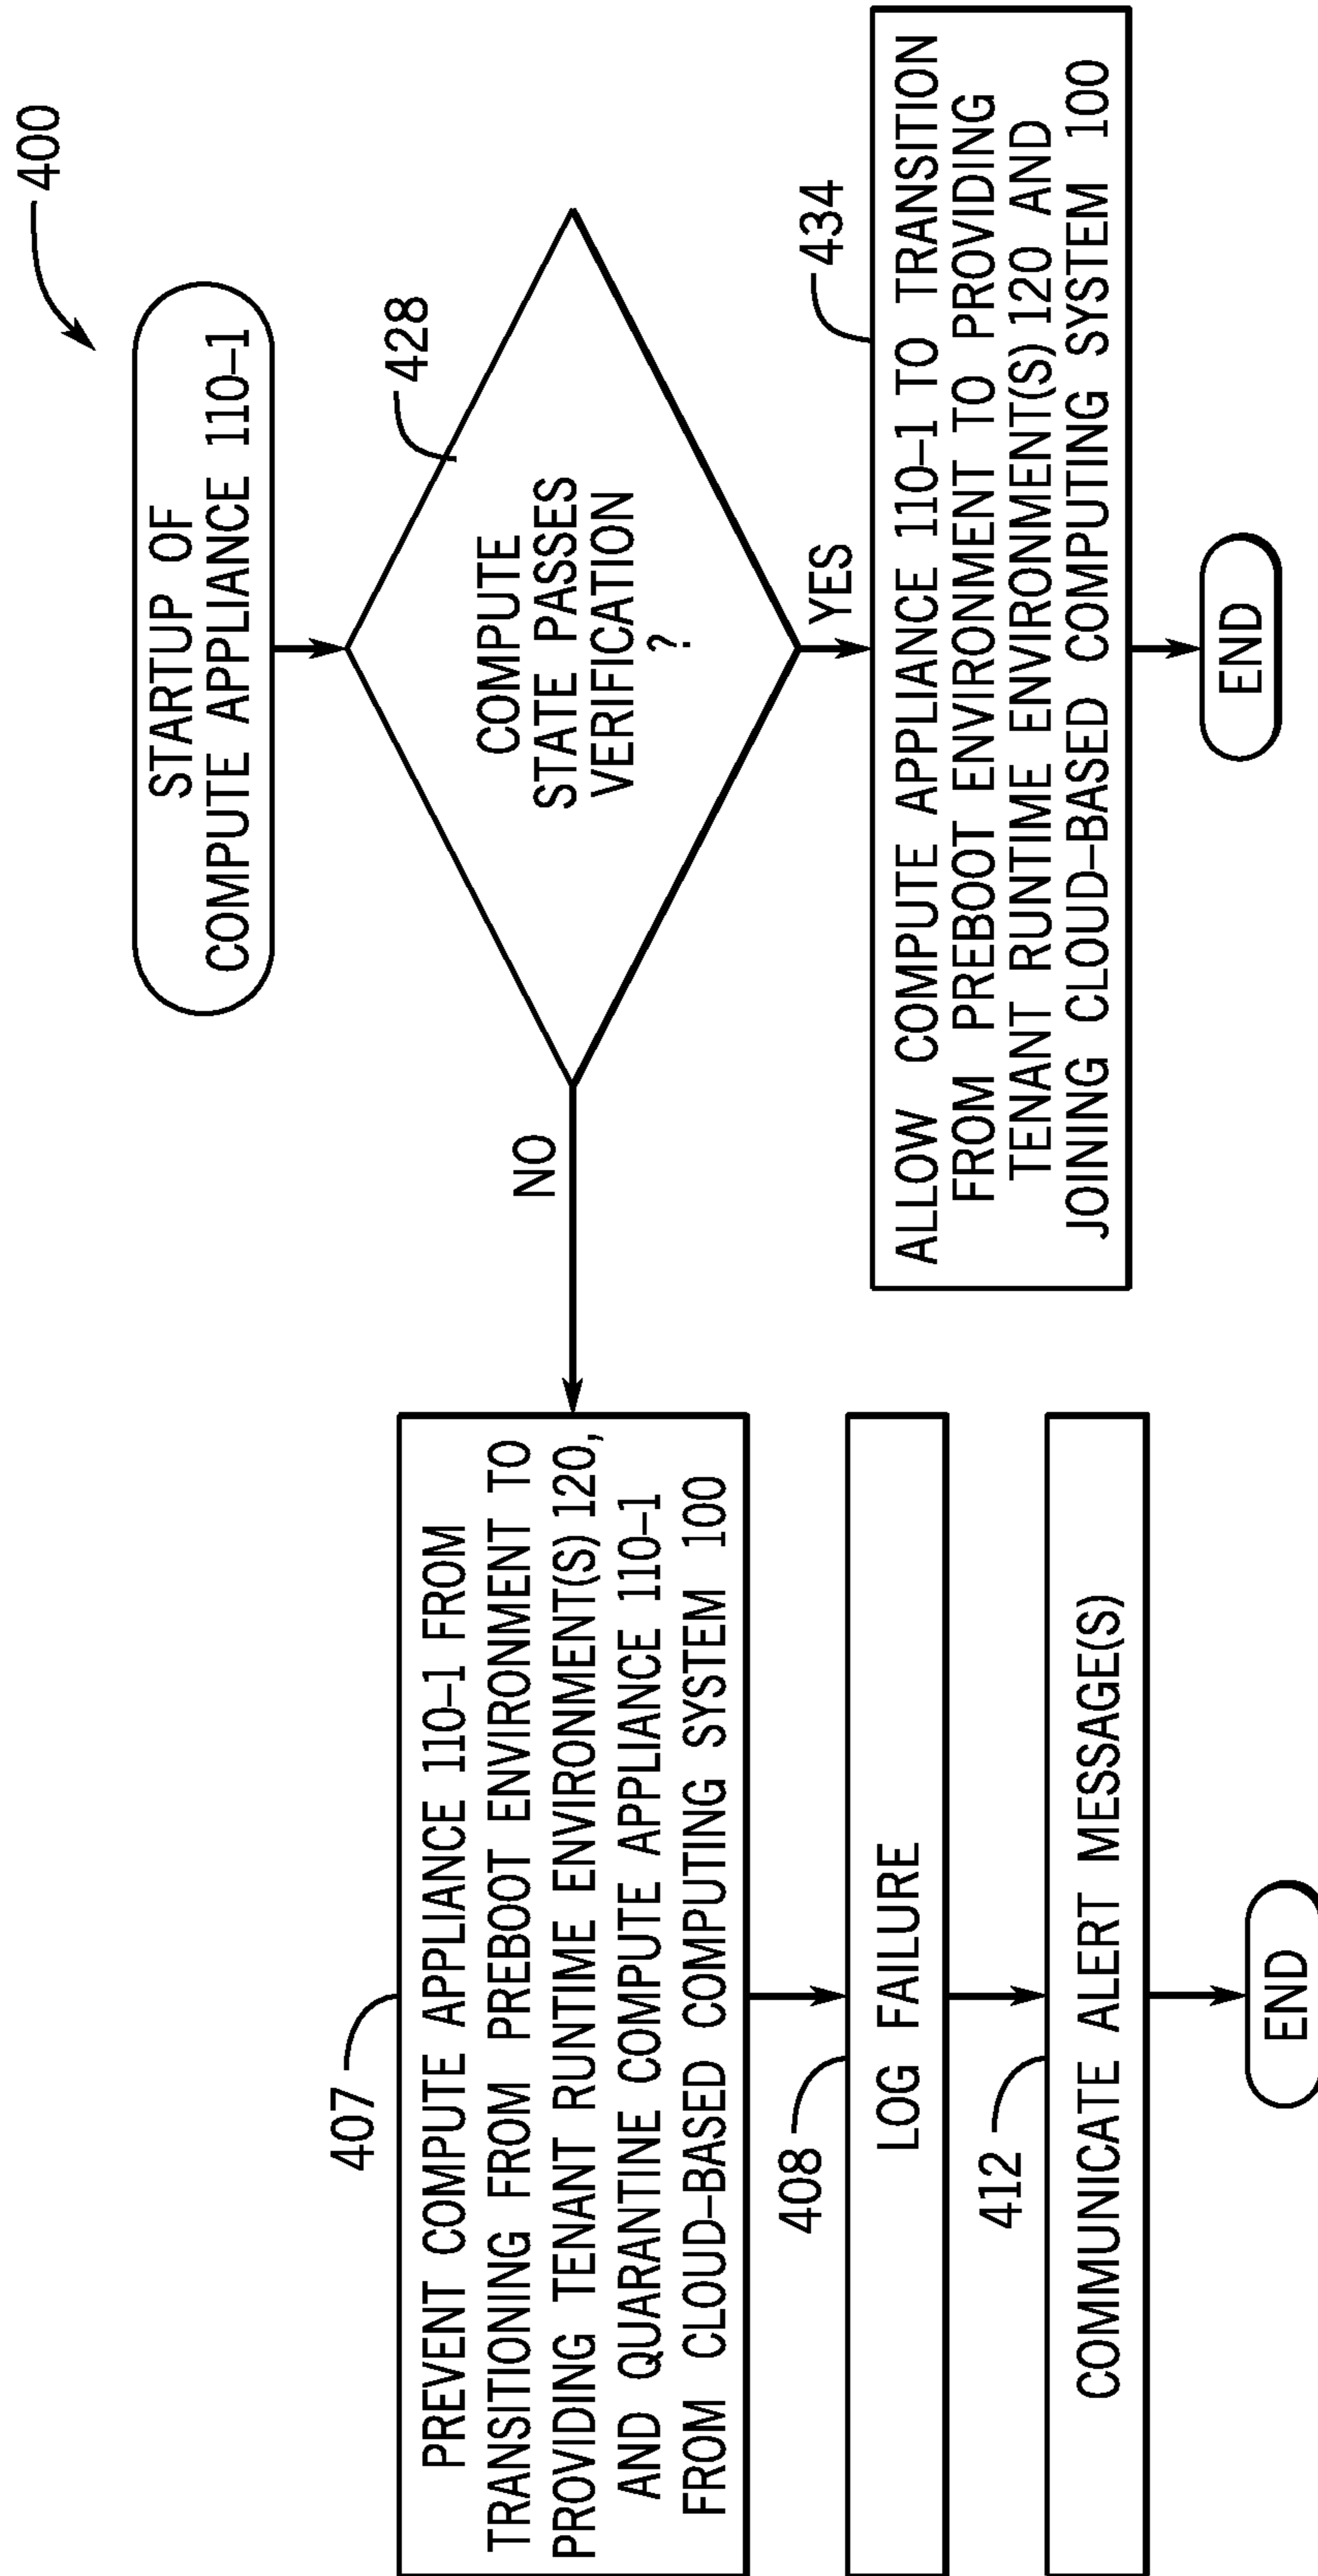 400
STARTUP OF
COMPUTE APPLIANCE 110-1
428
COMPUTE
STATE PASSES
VERIFICATION
?
NO
YES
407
PREVENT COMPUTE APPLIANCE 110-1 FROM
TRANSITIONING FROM PREBOOT ENVIRONMENT TO
PROVIDING TENANT RUNTIME ENVIRONMENT(S) 120,
AND QUARANTINE COMPUTE APPLIANCE 110-1
FROM CLOUD-BASED COMPUTING SYSTEM 100
408
LOG FAILURE
412
COMMUNICATE ALERT MESSAGE(S)
END
434
ALLOW COMPUTE APPLIANCE 110-1 TO TRANSITION
FROM PREBOOT ENVIRONMENT TO PROVIDING
TENANT RUNTIME ENVIRONMENT(S) 120 AND
JOINING CLOUD-BASED COMPUTING SYSTEM 100
END